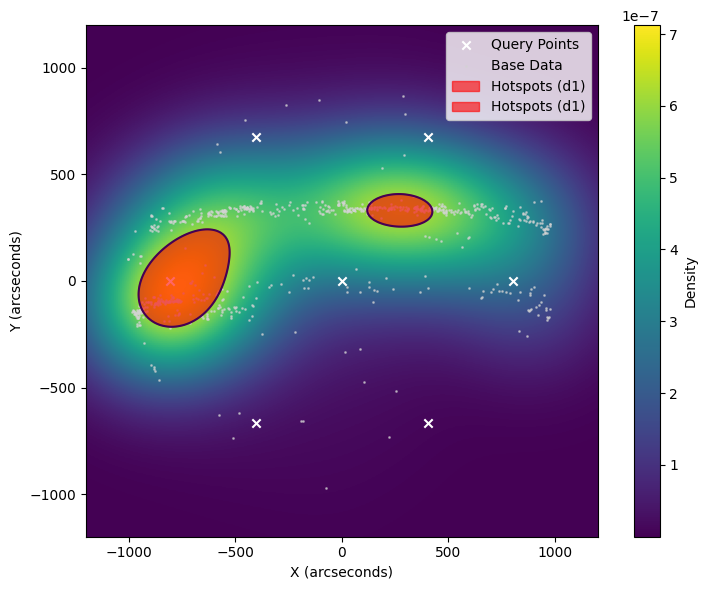 1e−7
Query Points
Base Data
Hotspots (d1)
Hotspots (d1)
1000
500
0
−500
−1000
Y (arcseconds)
−1000
−500
0
500
1000
X (arcseconds)
7
6
5
4
3
2
1
Density